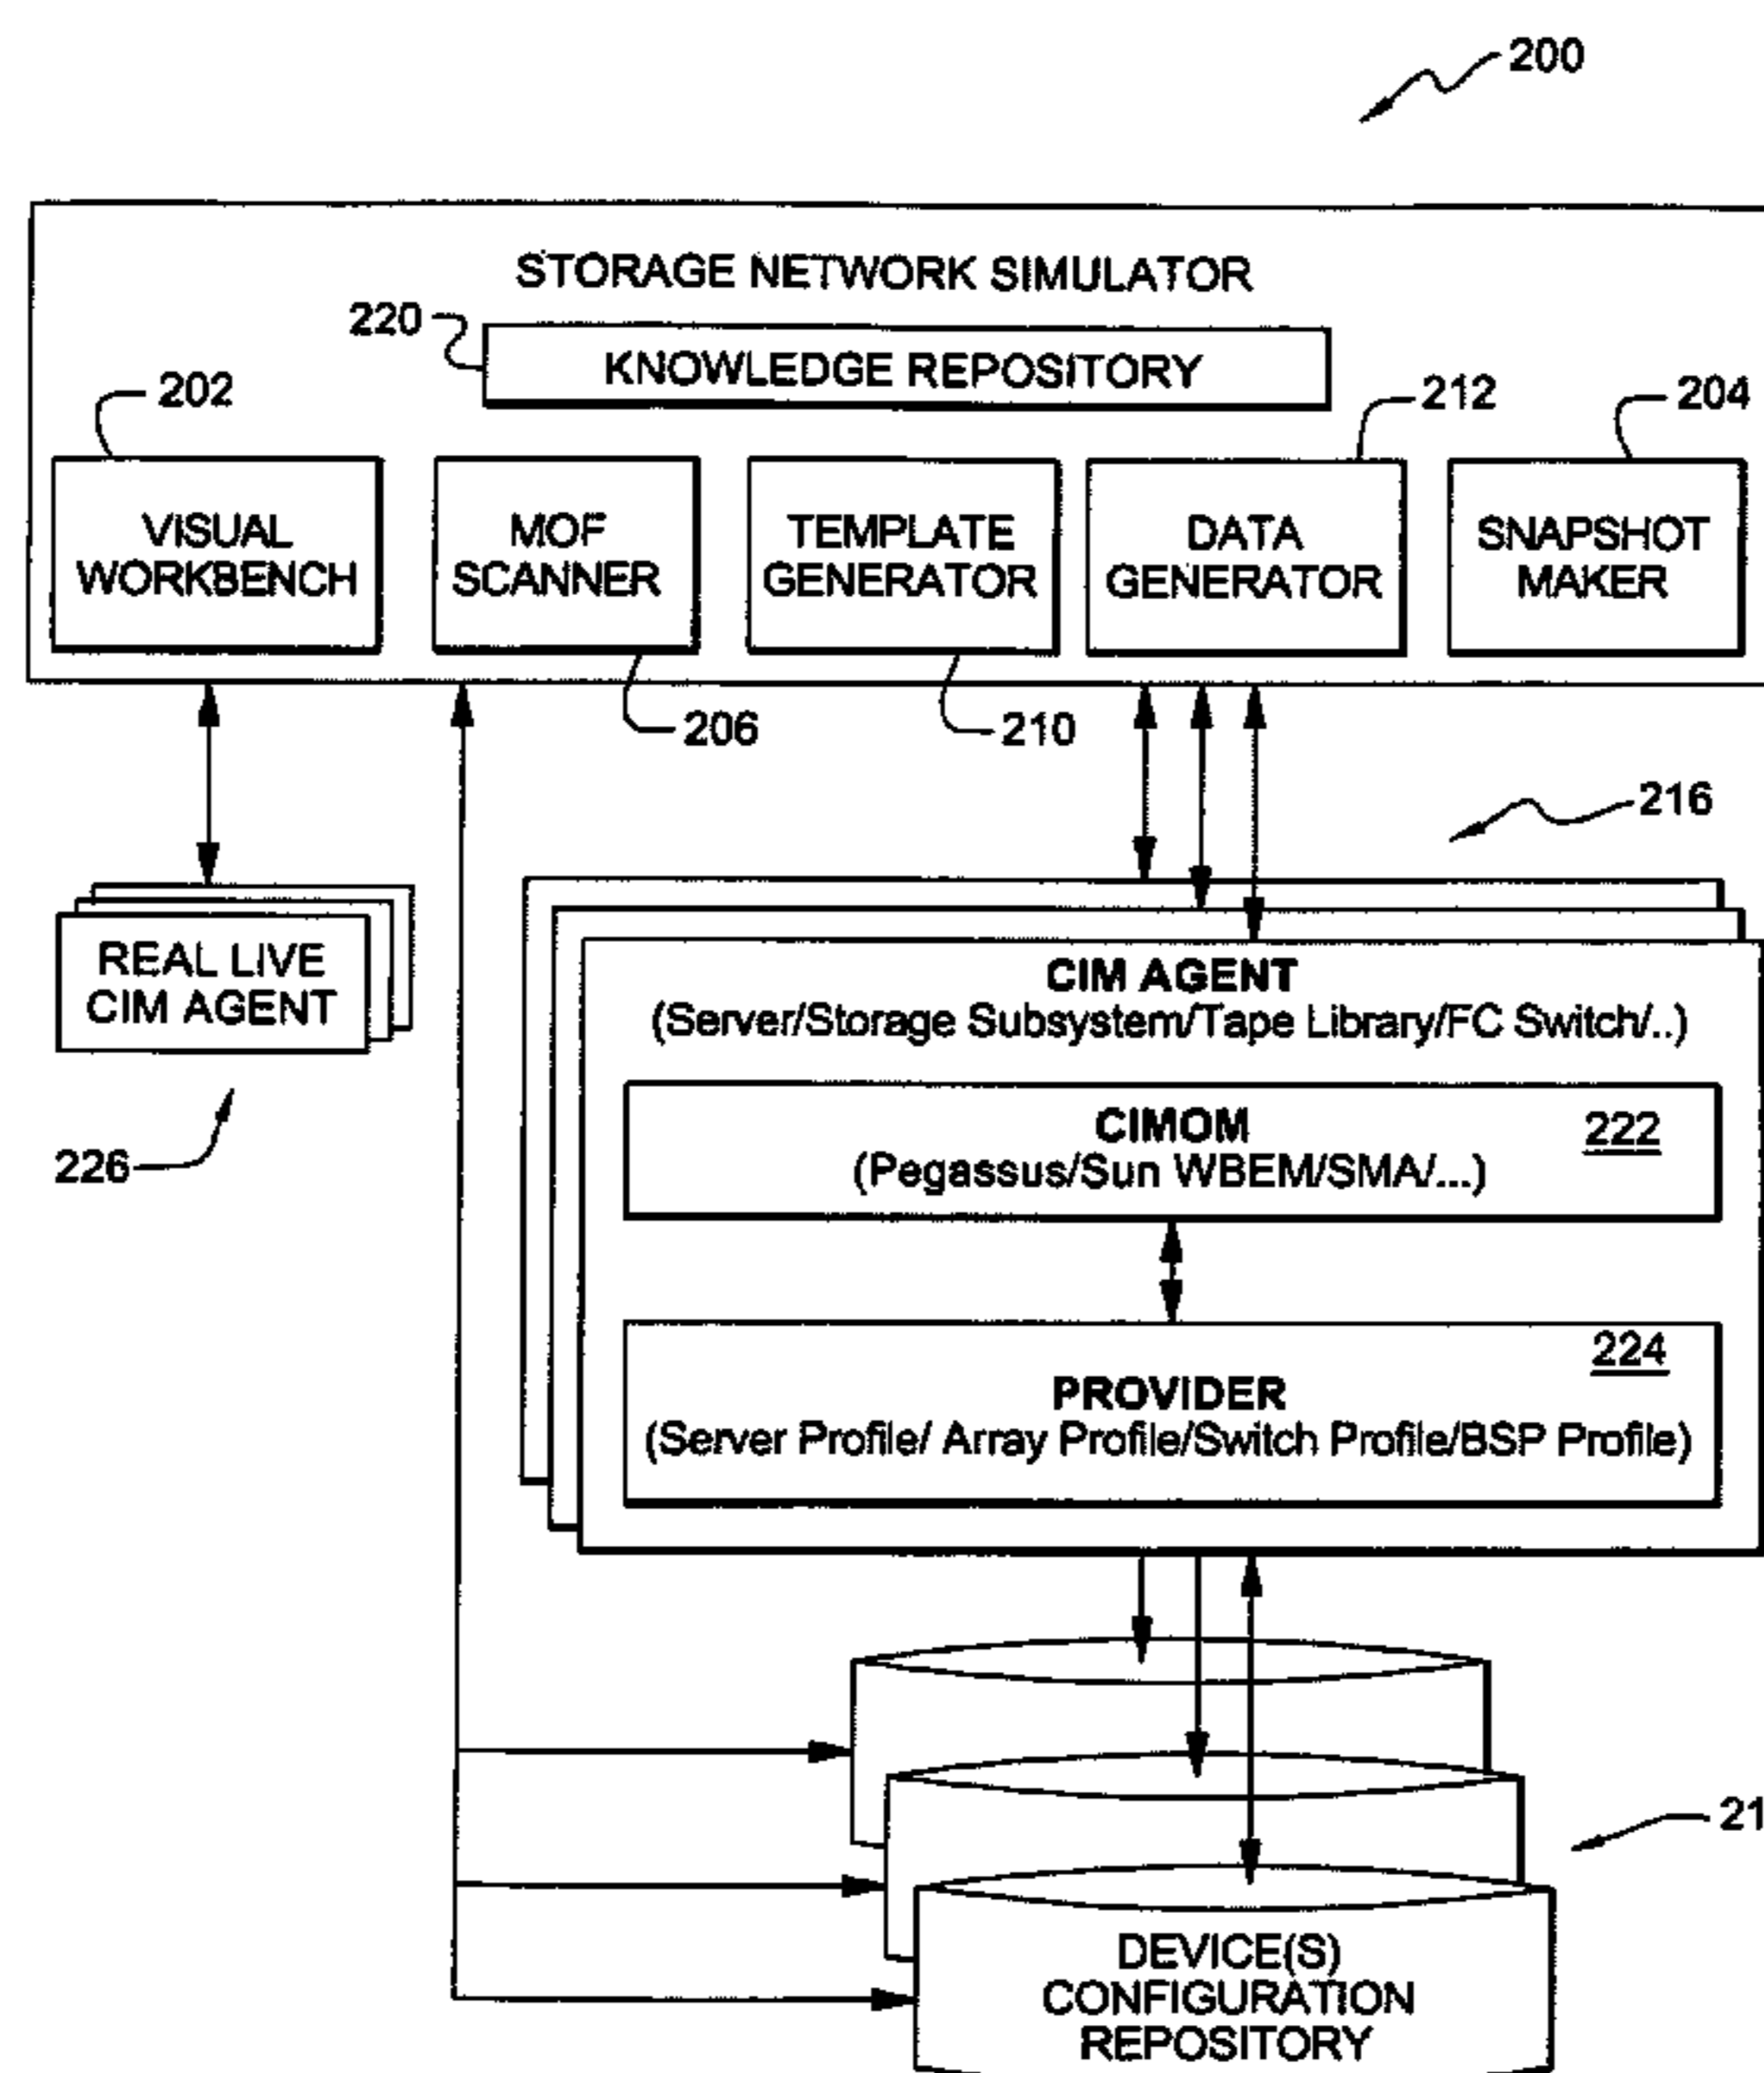 200
STORAGE NETWORK SIMULATOR
220
KNOWLEDGE REPOSITORY
202
212
204
VISUAL
WORKBENCH
MOF
SCANNER
TEMPLATE
GENERATOR
DATA
GENERATOR
SNAPSHOT
MAKER
206
210
216
REAL LIVE
CIM AGENT
226
CIM AGENT
(Server/Storage Subsystem/Tape Library/FC Switch/..)
CIMOM
222
(Pegassus/Sun WBEM/SMA/...)
224
PROVIDER
(Server Profile/ Array Profile/Switch Profile/BSP Profile)
DEVICE(S)
CONFIGURATION
REPOSITORY